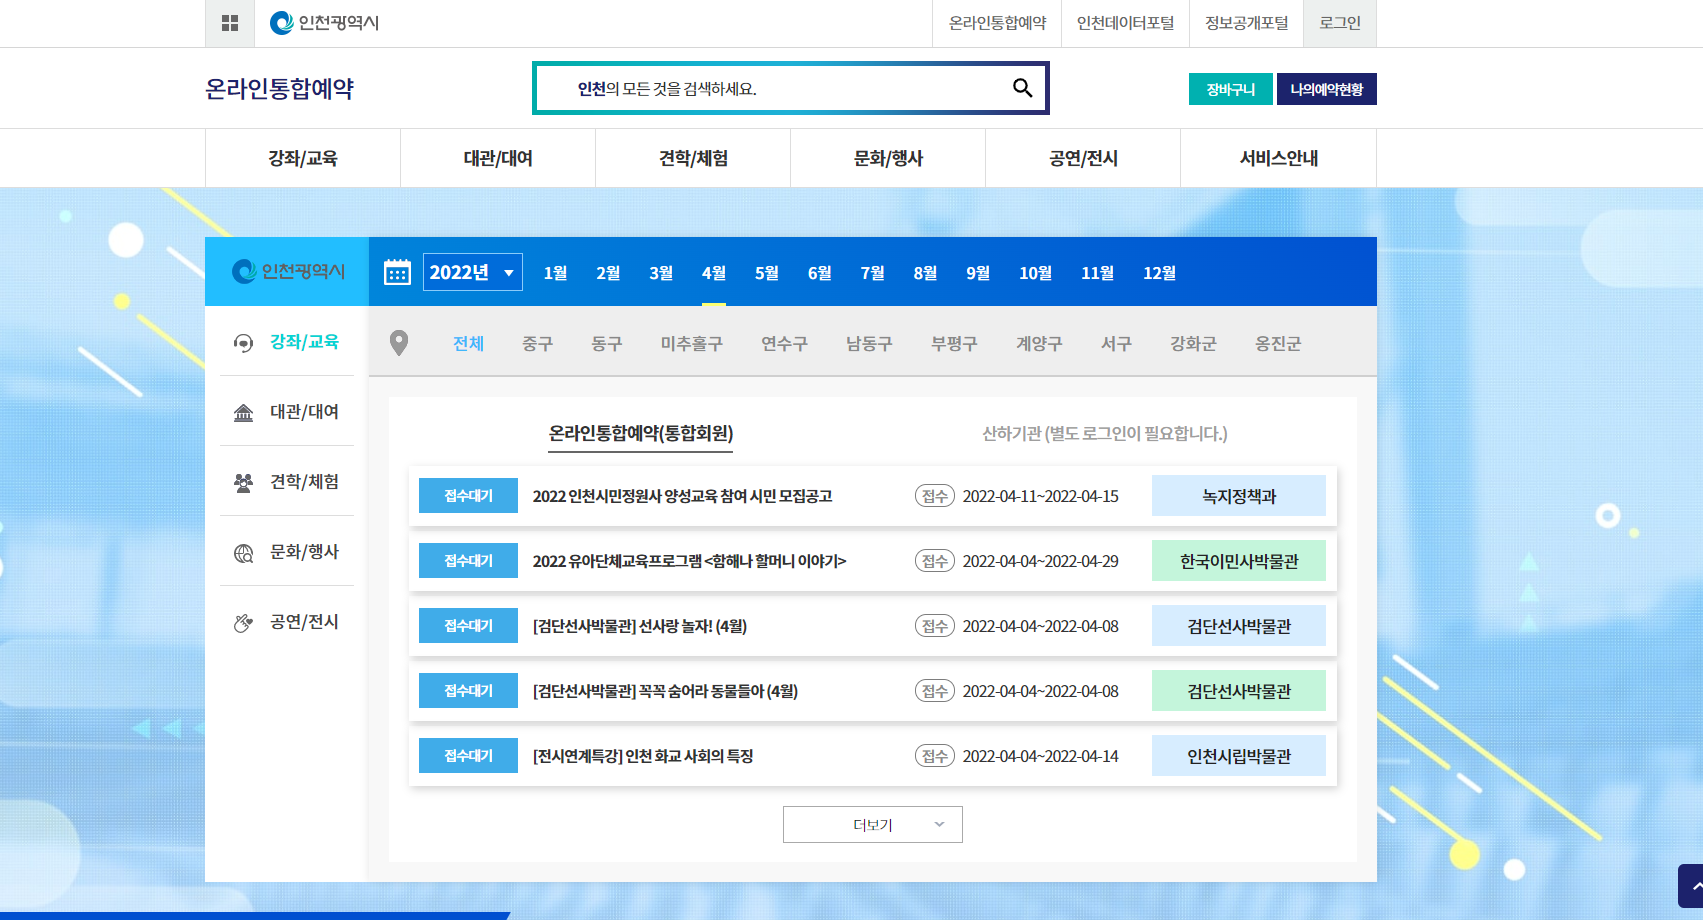 인천광역시
온라인통합예약
인천데이터포털
정보공개포털
로그인
온라인통합예약
인천의 모든 것을 검색하세요.
장바구니
나의예약현황
강좌/교육
대관/대여
견학/체험
문화/행사
공연/전시
서비스안내
인천광역시
2022년
1월
2월
3월
4월
5월
6월
7월
8월
9월
10월
11월
12월
강좌/교육
대관/대여
견학/체험
문화/행사
공연/전시
전체
중구
동구
미추홀구
연수구
남동구
부평구
계양구
서구
강화군
옹진군
온라인통합예약(통합회원)
산하기관 (별도 로그인이 필요합니다.)
접수대기 2022 인천시민정원사 양성교육 참여 시민 모집공고 접수 2022-04-11~2022-04-15 녹지정책과
접수대기 2022 유아단체교육프로그램 <함해나 할머니 이야기> 접수 2022-04-04~2022-04-29 한국이민사박물관
접수대기 [검단선사박물관] 선사랑 놀자! (4월) 접수 2022-04-04~2022-04-08 검단선사박물관
접수대기 [검단선사박물관] 꼭꼭 숨어라 동물들아 (4월) 접수 2022-04-04~2022-04-08 검단선사박물관
접수대기 [전시연계특강] 인천 화교 사회의 특징 접수 2022-04-04~2022-04-14 인천시립박물관
더보기